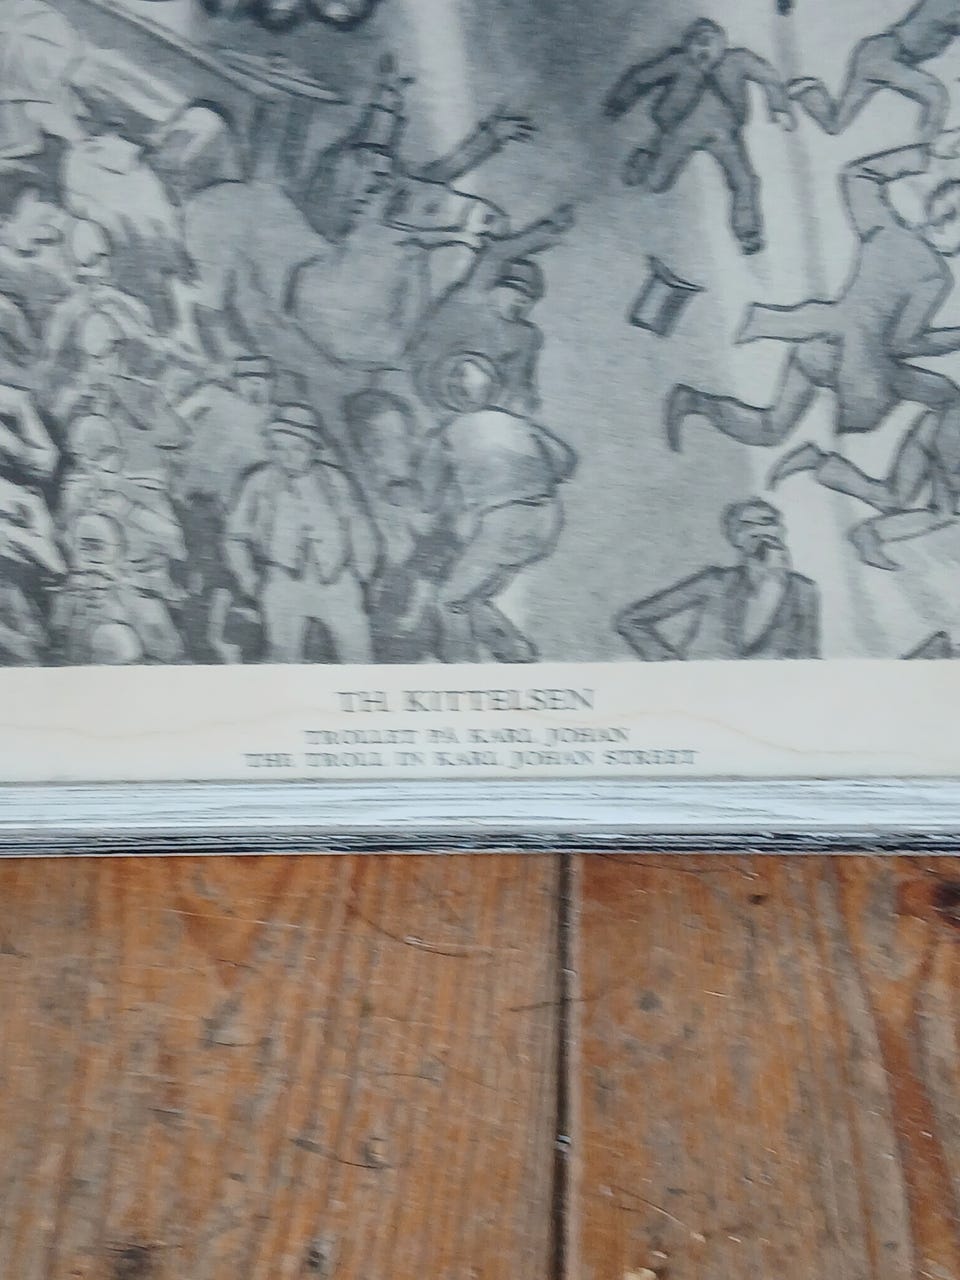 TH. KITTELSEN
TROLLET PÅ KARL JOHAN
THE TROLL IN KARL JOHAN STREET